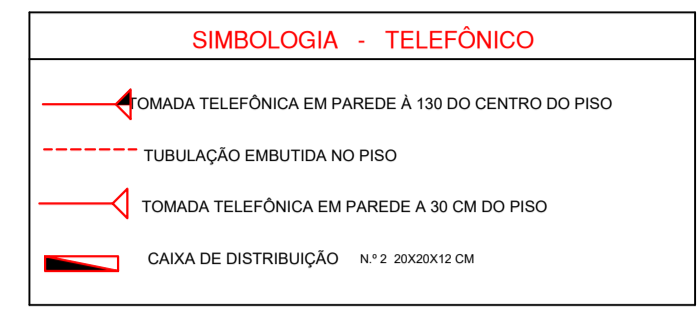 SIMBOLOGIA - TELEFÔNICO
TOMADA TELEFÔNICA EM PAREDE À 130 DO CENTRO DO PISO
TUBULAÇÃO EMBUTIDA NO PISO
TOMADA TELEFÔNICA EM PAREDE A 30 CM DO PISO
CAIXA DE DISTRIBUIÇÃO N.º 2 20X20X12 CM